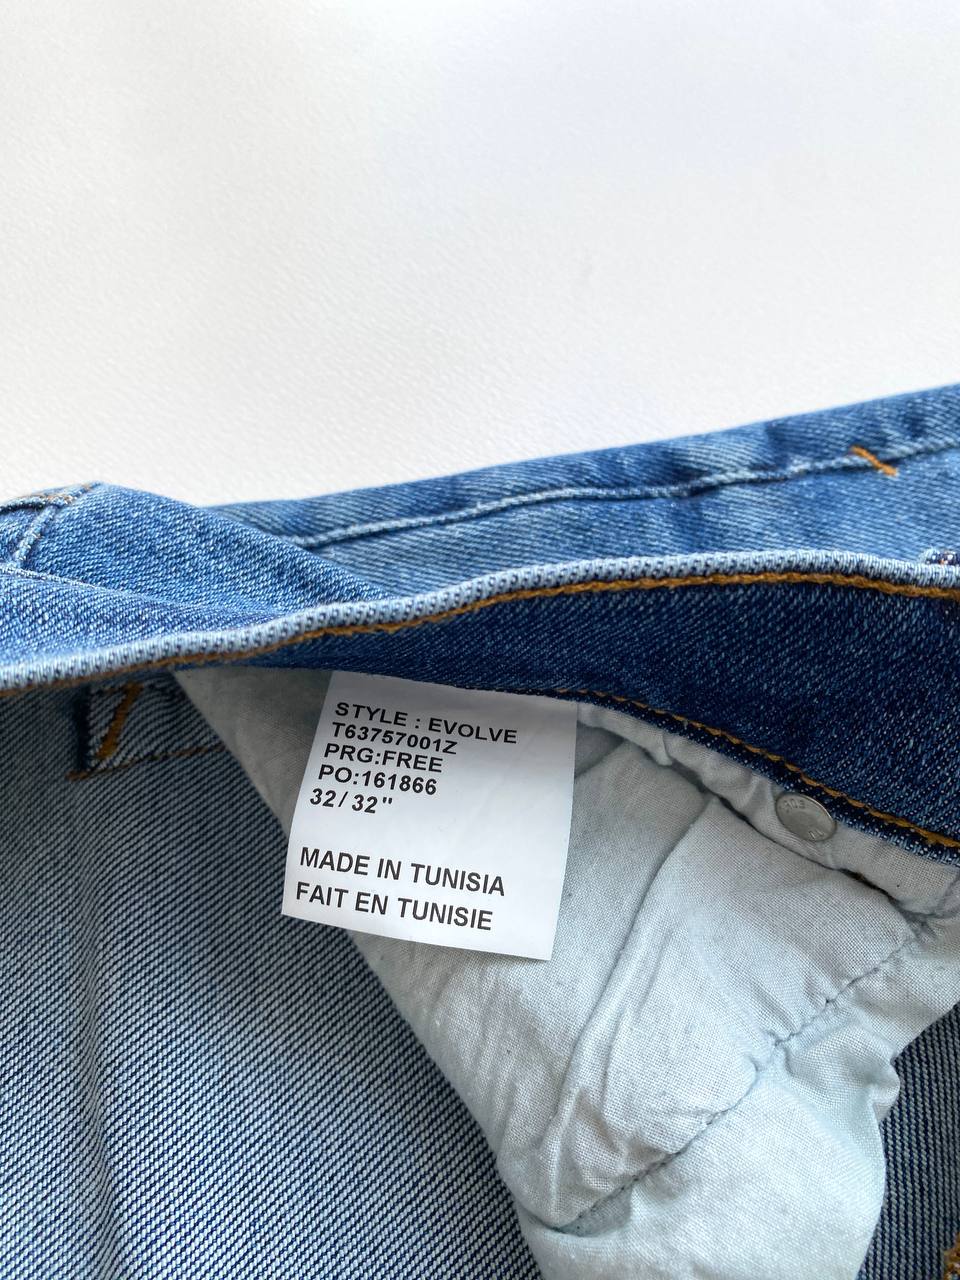 STYLE : EVOLVE
T63757001Z
PRG:FREE
PO:161866
32/32"
MADE IN TUNISIA
FAIT EN TUNISIE